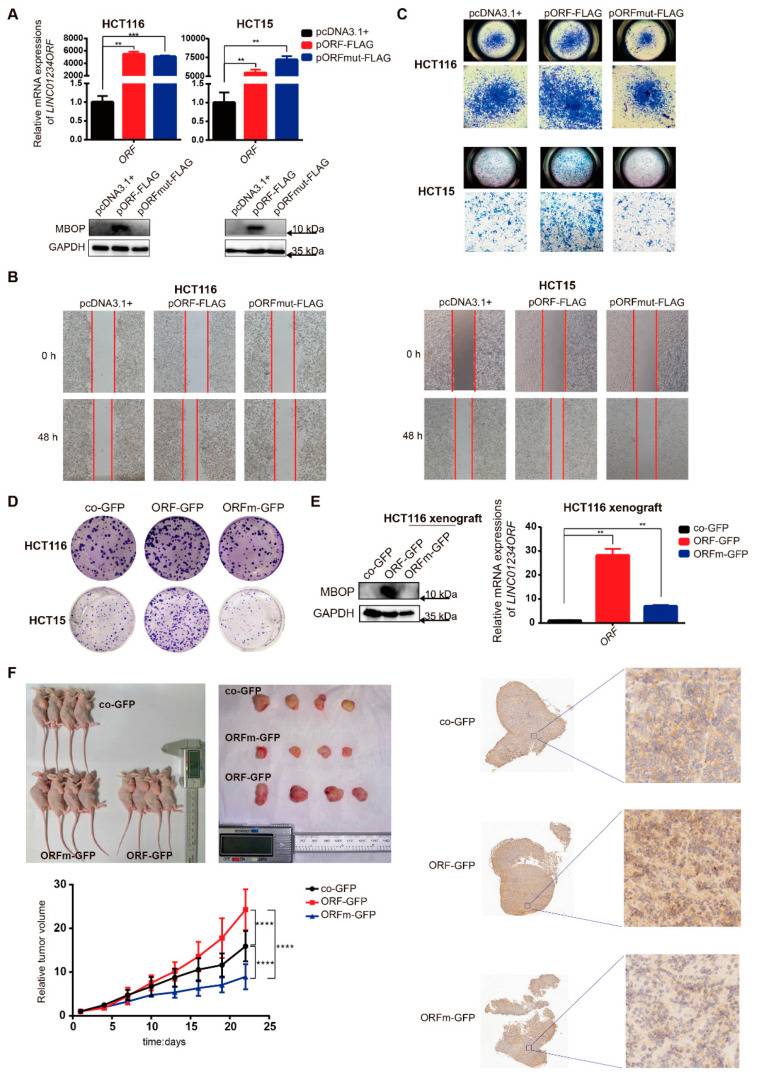 A
HCT116
HCT15
pcDNA3.1+
pORF-FLAG
pORFmut-FLAG
Relative mRNA expressions
of LINC01234ORF
8000
6000
4000
2000
1.5
1.0
0.5
0.0
***
**
ORF
10000
8000
6000
4000
2000
1.5
1.0
0.5
0.0
**
**
ORF
pcDNA3.1+
pORF-FLAG
pORFmut-FLAG
pcDNA3.1+
pORF-FLAG
pORFmut-FLAG
MBOP
10 kDa
GAPDH
35 kDa
C
pcDNA3.1+ pORF-FLAG pORFmut-FLAG
HCT116
HCT15
B
HCT116
pcDNA3.1+ pORF-FLAG pORFmut-FLAG
0 h
48 h
HCT15
pcDNA3.1+ pORF-FLAG pORFmut-FLAG
0 h
48 h
D
co-GFP ORF-GFP ORFm-GFP
HCT116
HCT15
E
HCT116 xenograft
co-GFP
ORF-GFP
ORFm-GFP
MBOP
10 kDa
GAPDH
35 kDa
HCT116 xenograft
co-GFP
ORF-GFP
ORFm-GFP
Relative mRNA expressions
of LINC01234ORF
40
30
20
10
0
**
**
ORF
F
co-GFP
ORFm-GFP ORF-GFP
co-GFP
ORFm-GFP
ORF-GFP
Relative tumor volume
30
20
10
0
0 5 10 15 20 25
time:days
co-GFP
ORF-GFP
ORFm-GFP
****
****
****
co-GFP
ORF-GFP
ORFm-GFP